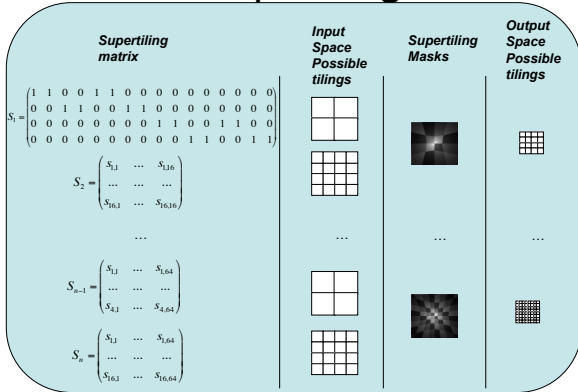 Supertiling
matrix
Input
Space
Possible
tilings
Supertiling
Masks
Output
Space
Possible
tilings
S₁ =
1 1 0 0 1 1 0 0 0 0 0 0 0 0 0 0
0 0 1 1 0 0 1 1 0 0 0 0 0 0 0 0
0 0 0 0 0 0 0 0 1 1 0 0 1 1 0 0
0 0 0 0 0 0 0 0 0 0 1 1 0 0 1 1
S₂ =
s1,1 ... s1,16
... ... ...
s16,1 ... s16,16
... ... ... ...
Sn−1 =
s1,1 ... s1,64
... ... ...
s4,1 ... s4,64
Sn =
s1,1 ... s1,64
... ... ...
s16,1 ... s16,64